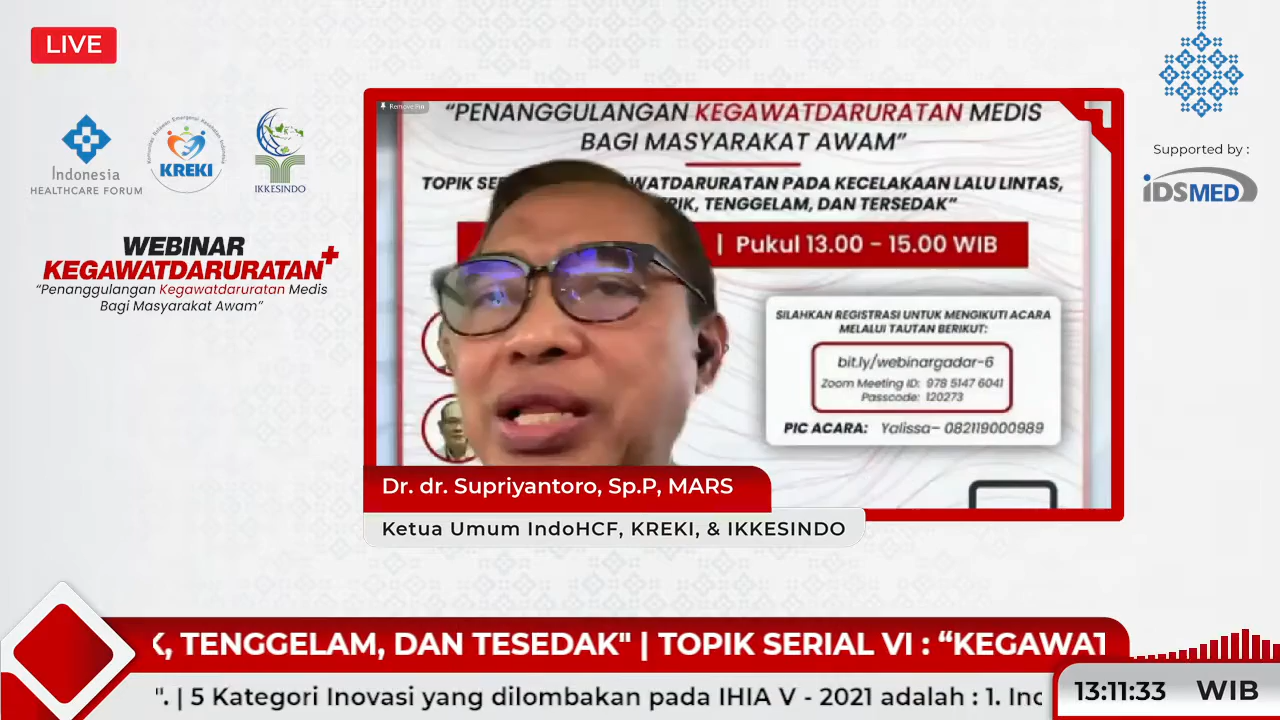 LIVE
Indonesia
HEALTHCARE FORUM
KREKI
IKKESINDO
WEBINAR
KEGAWATDARURATAN
“Penanggulangan Kegawatdaruratan Medis
Bagi Masyarakat Awam”
Remove Pin
“PENANGGULANGAN KEGAWATDARURATAN MEDIS
BAGI MASYARAKAT AWAM”
TOPIK WATDARURATAN PADA KECELAKAAN LALU LINTAS,
TENGGELAM, DAN TERSEDAK”
| Pukul 13.00 - 15.00 WIB
SILAHKAN REGISTRASI UNTUK MENGIKUTI ACARA
MELALUI TAUTAN BERIKUT:
bit.ly/webinargadar-6
Zoom Meeting ID: 978 5147 6041
Passcode: 120273
PIC ACARA: Yalissa– 082119000989
Supported by :
iDSMED
Dr. dr. Supriyantoro, Sp.P, MARS
Ketua Umum IndoHCF, KREKI, & IKKESINDO
K, TENGGELAM, DAN TESEDAK" | TOPIK SERIAL VI : “KEGAWAT
". | 5 Kategori Inovasi yang dilombakan pada IHIA V - 2021 adalah : 1. Inc
13:11:33 WIB